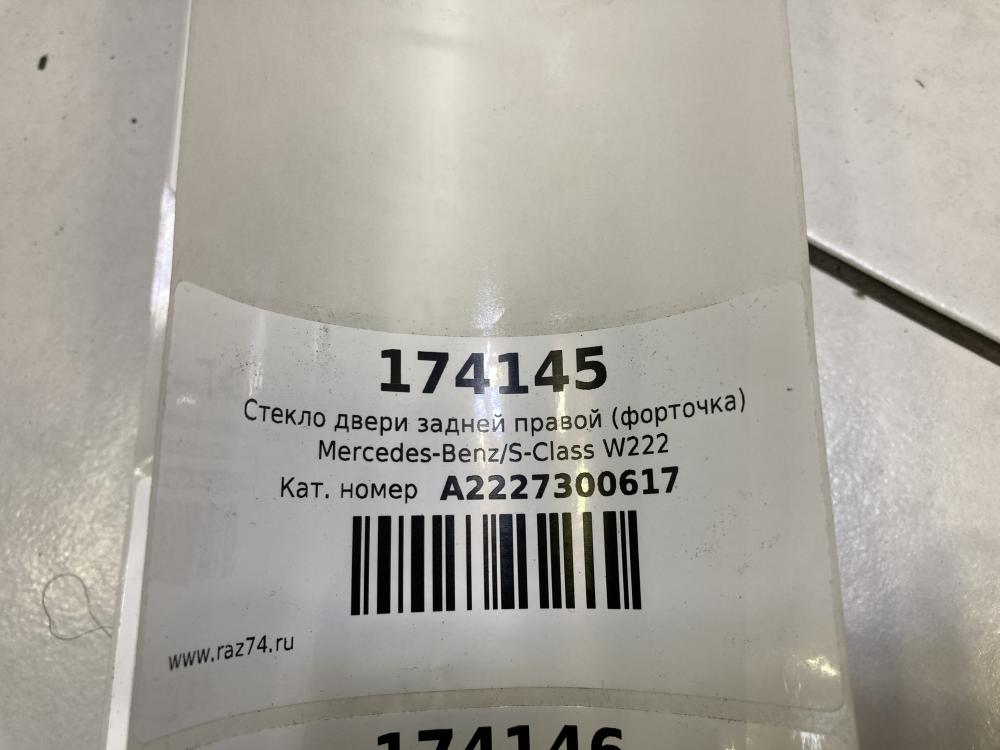 174145
Стекло двери задней правой (форточка)
Mercedes-Benz/S-Class W222
Кат. номер A2227300617
www.raz74.ru
174146